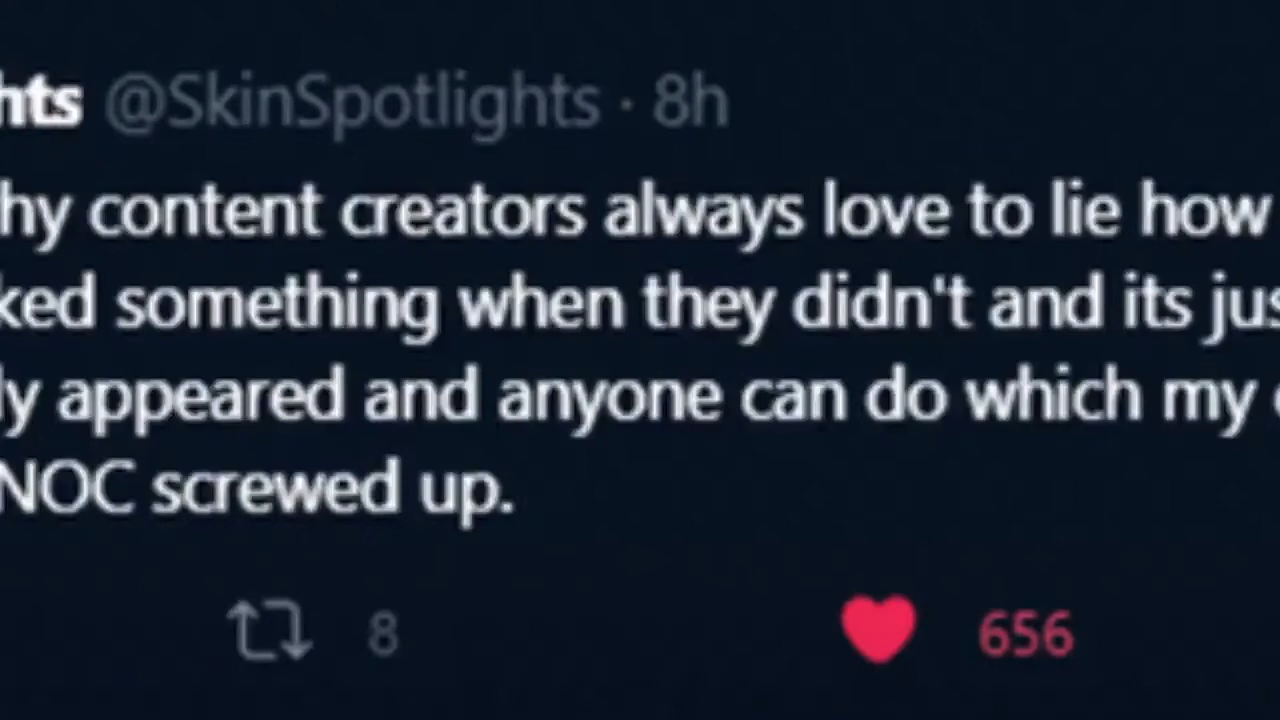 hts @SkinSpotlights · 8h
hy content creators always love to lie how
ked something when they didn't and its jus
ly appeared and anyone can do which my
NOC screwed up.
8 656